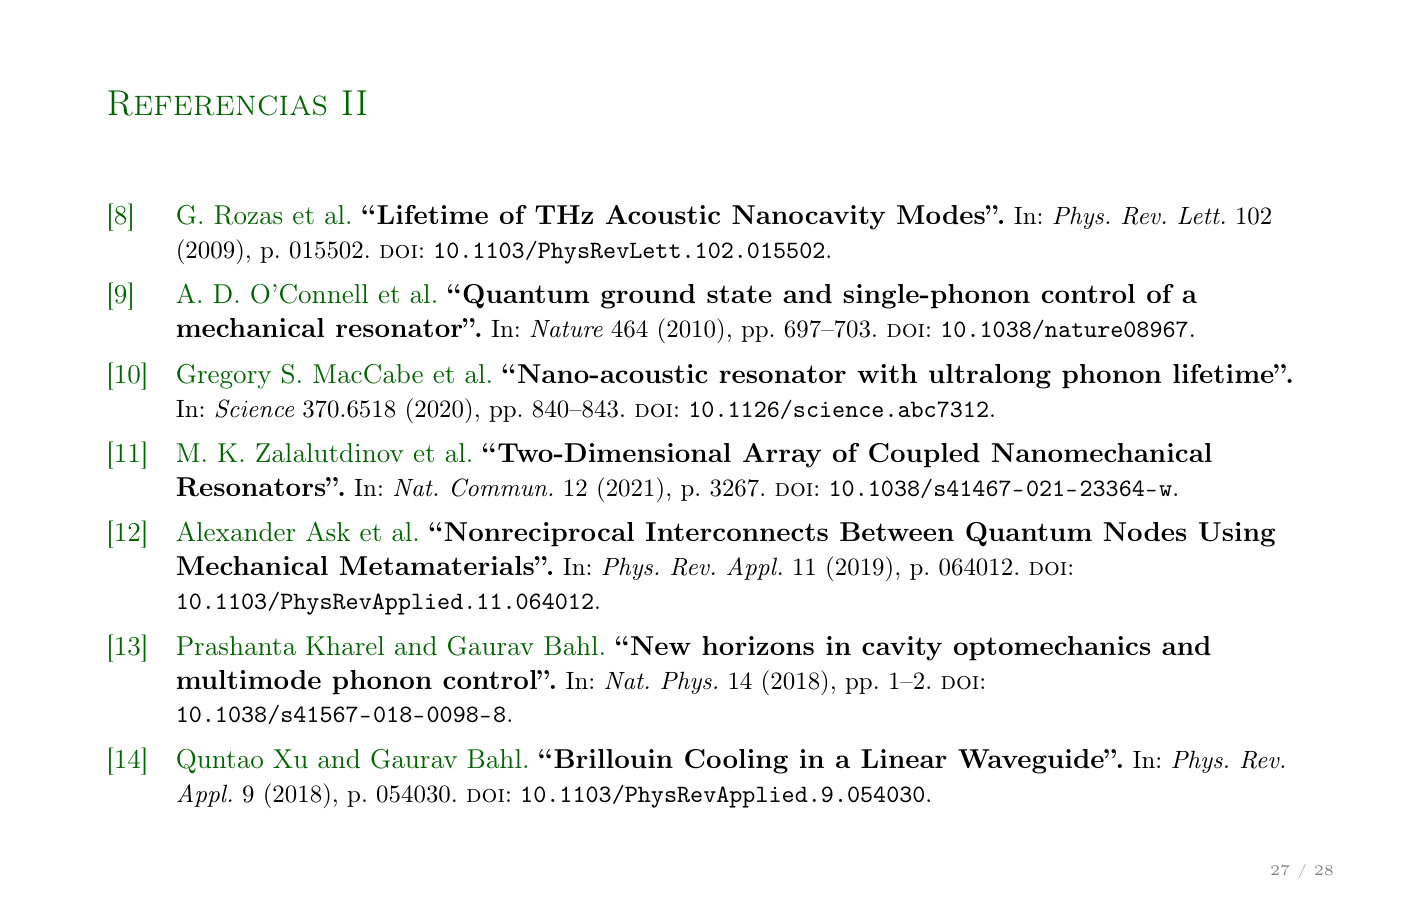 Referencias II
[8] G. Rozas et al. “Lifetime of THz Acoustic Nanocavity Modes”. In: Phys. Rev. Lett. 102
(2009), p. 015502. DOI: 10.1103/PhysRevLett.102.015502.
[9] A. D. O’Connell et al. “Quantum ground state and single-phonon control of a
mechanical resonator”. In: Nature 464 (2010), pp. 697–703. DOI: 10.1038/nature08967.
[10] Gregory S. MacCabe et al. “Nano-acoustic resonator with ultralong phonon lifetime”.
In: Science 370.6518 (2020), pp. 840–843. DOI: 10.1126/science.abc7312.
[11] M. K. Zalalutdinov et al. “Two-Dimensional Array of Coupled Nanomechanical
Resonators”. In: Nat. Commun. 12 (2021), p. 3267. DOI: 10.1038/s41467-021-23364-w.
[12] Alexander Ask et al. “Nonreciprocal Interconnects Between Quantum Nodes Using
Mechanical Metamaterials”. In: Phys. Rev. Appl. 11 (2019), p. 064012. DOI:
10.1103/PhysRevApplied.11.064012.
[13] Prashanta Kharel and Gaurav Bahl. “New horizons in cavity optomechanics and
multimode phonon control”. In: Nat. Phys. 14 (2018), pp. 1–2. DOI:
10.1038/s41567-018-0098-8.
[14] Quntao Xu and Gaurav Bahl. “Brillouin Cooling in a Linear Waveguide”. In: Phys. Rev.
Appl. 9 (2018), p. 054030. DOI: 10.1103/PhysRevApplied.9.054030.
27 / 28